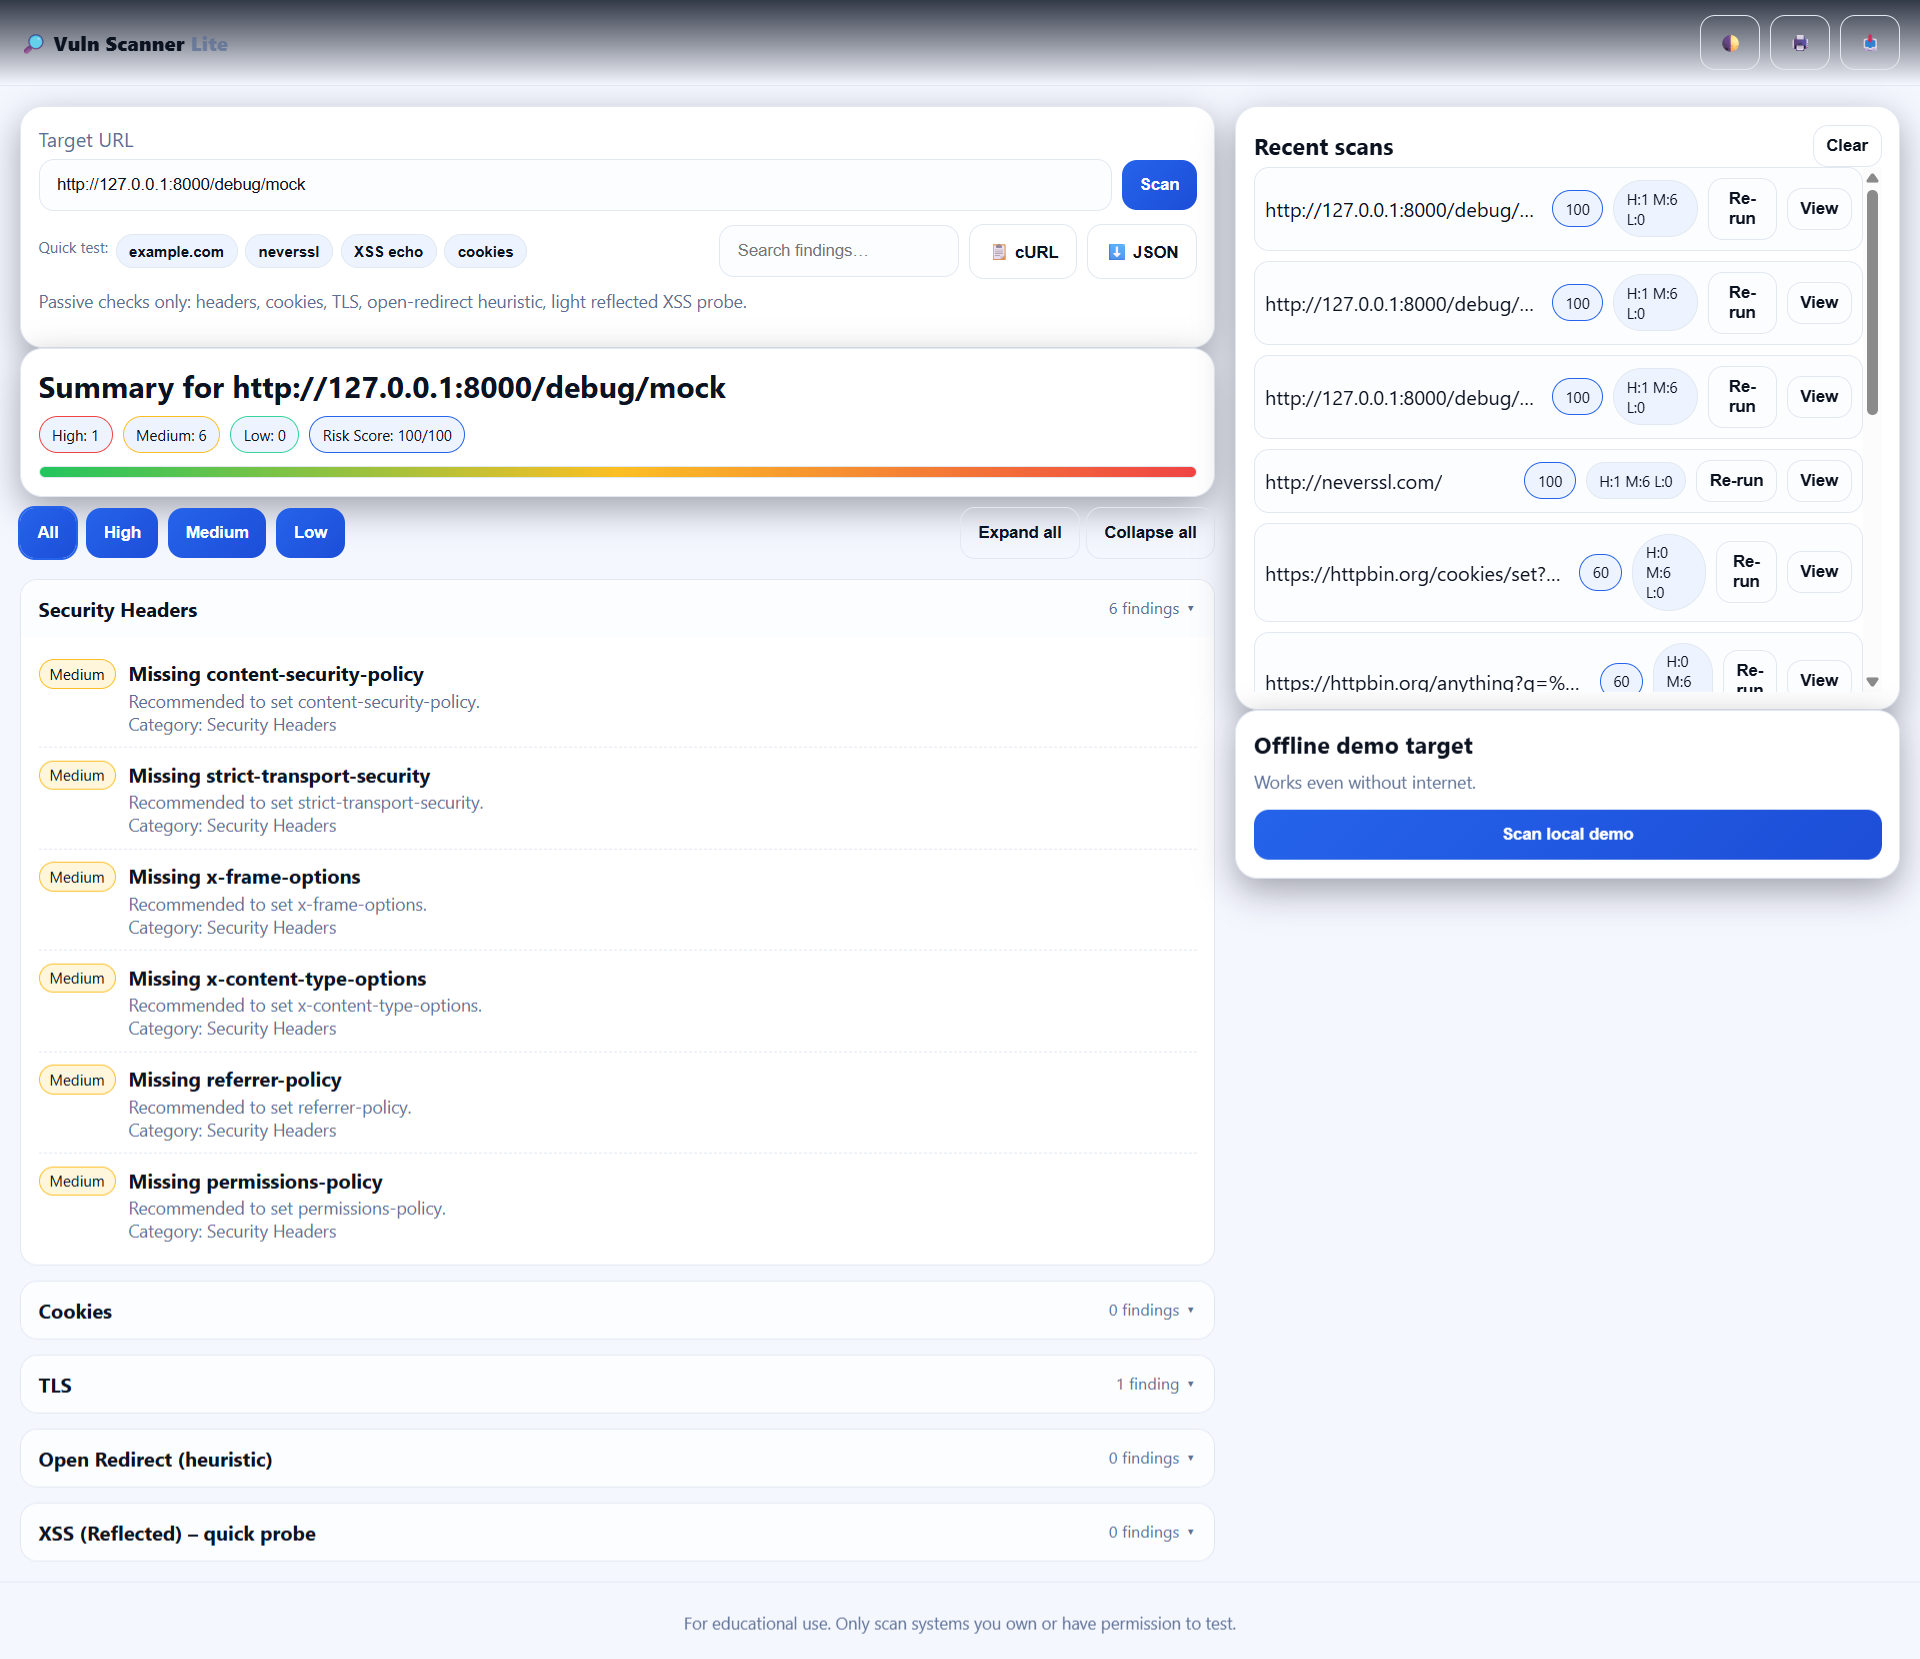 🔎 Vuln Scanner Lite
Target URL
http://127.0.0.1:8000/debug/mock
Scan
Quick test: example.com neverssl XSS echo cookies
Search findings…
📋 cURL
⬇️ JSON
Passive checks only: headers, cookies, TLS, open-redirect heuristic, light reflected XSS probe.
Summary for http://127.0.0.1:8000/debug/mock
High: 1 Medium: 6 Low: 0 Risk Score: 100/100
All High Medium Low
Expand all Collapse all
Security Headers 6 findings ▾
Medium Missing content-security-policy
Recommended to set content-security-policy.
Category: Security Headers
Medium Missing strict-transport-security
Recommended to set strict-transport-security.
Category: Security Headers
Medium Missing x-frame-options
Recommended to set x-frame-options.
Category: Security Headers
Medium Missing x-content-type-options
Recommended to set x-content-type-options.
Category: Security Headers
Medium Missing referrer-policy
Recommended to set referrer-policy.
Category: Security Headers
Medium Missing permissions-policy
Recommended to set permissions-policy.
Category: Security Headers
Cookies 0 findings ▾
TLS 1 finding ▾
Open Redirect (heuristic) 0 findings ▾
XSS (Reflected) – quick probe 0 findings ▾
Recent scans
Clear
http://127.0.0.1:8000/debug/... 100
H:1 M:6
L:0
Re-
run
View
http://127.0.0.1:8000/debug/... 100
H:1 M:6
L:0
Re-
run
View
http://127.0.0.1:8000/debug/... 100
H:1 M:6
L:0
Re-
run
View
http://neverssl.com/ 100 H:1 M:6 L:0 Re-run View
https://httpbin.org/cookies/set?... 60
H:0
M:6
L:0
Re-
run
View
https://httpbin.org/anything?q=%... 60
H:0
M:6
Re-
run
View
Offline demo target
Works even without internet.
Scan local demo
For educational use. Only scan systems you own or have permission to test.